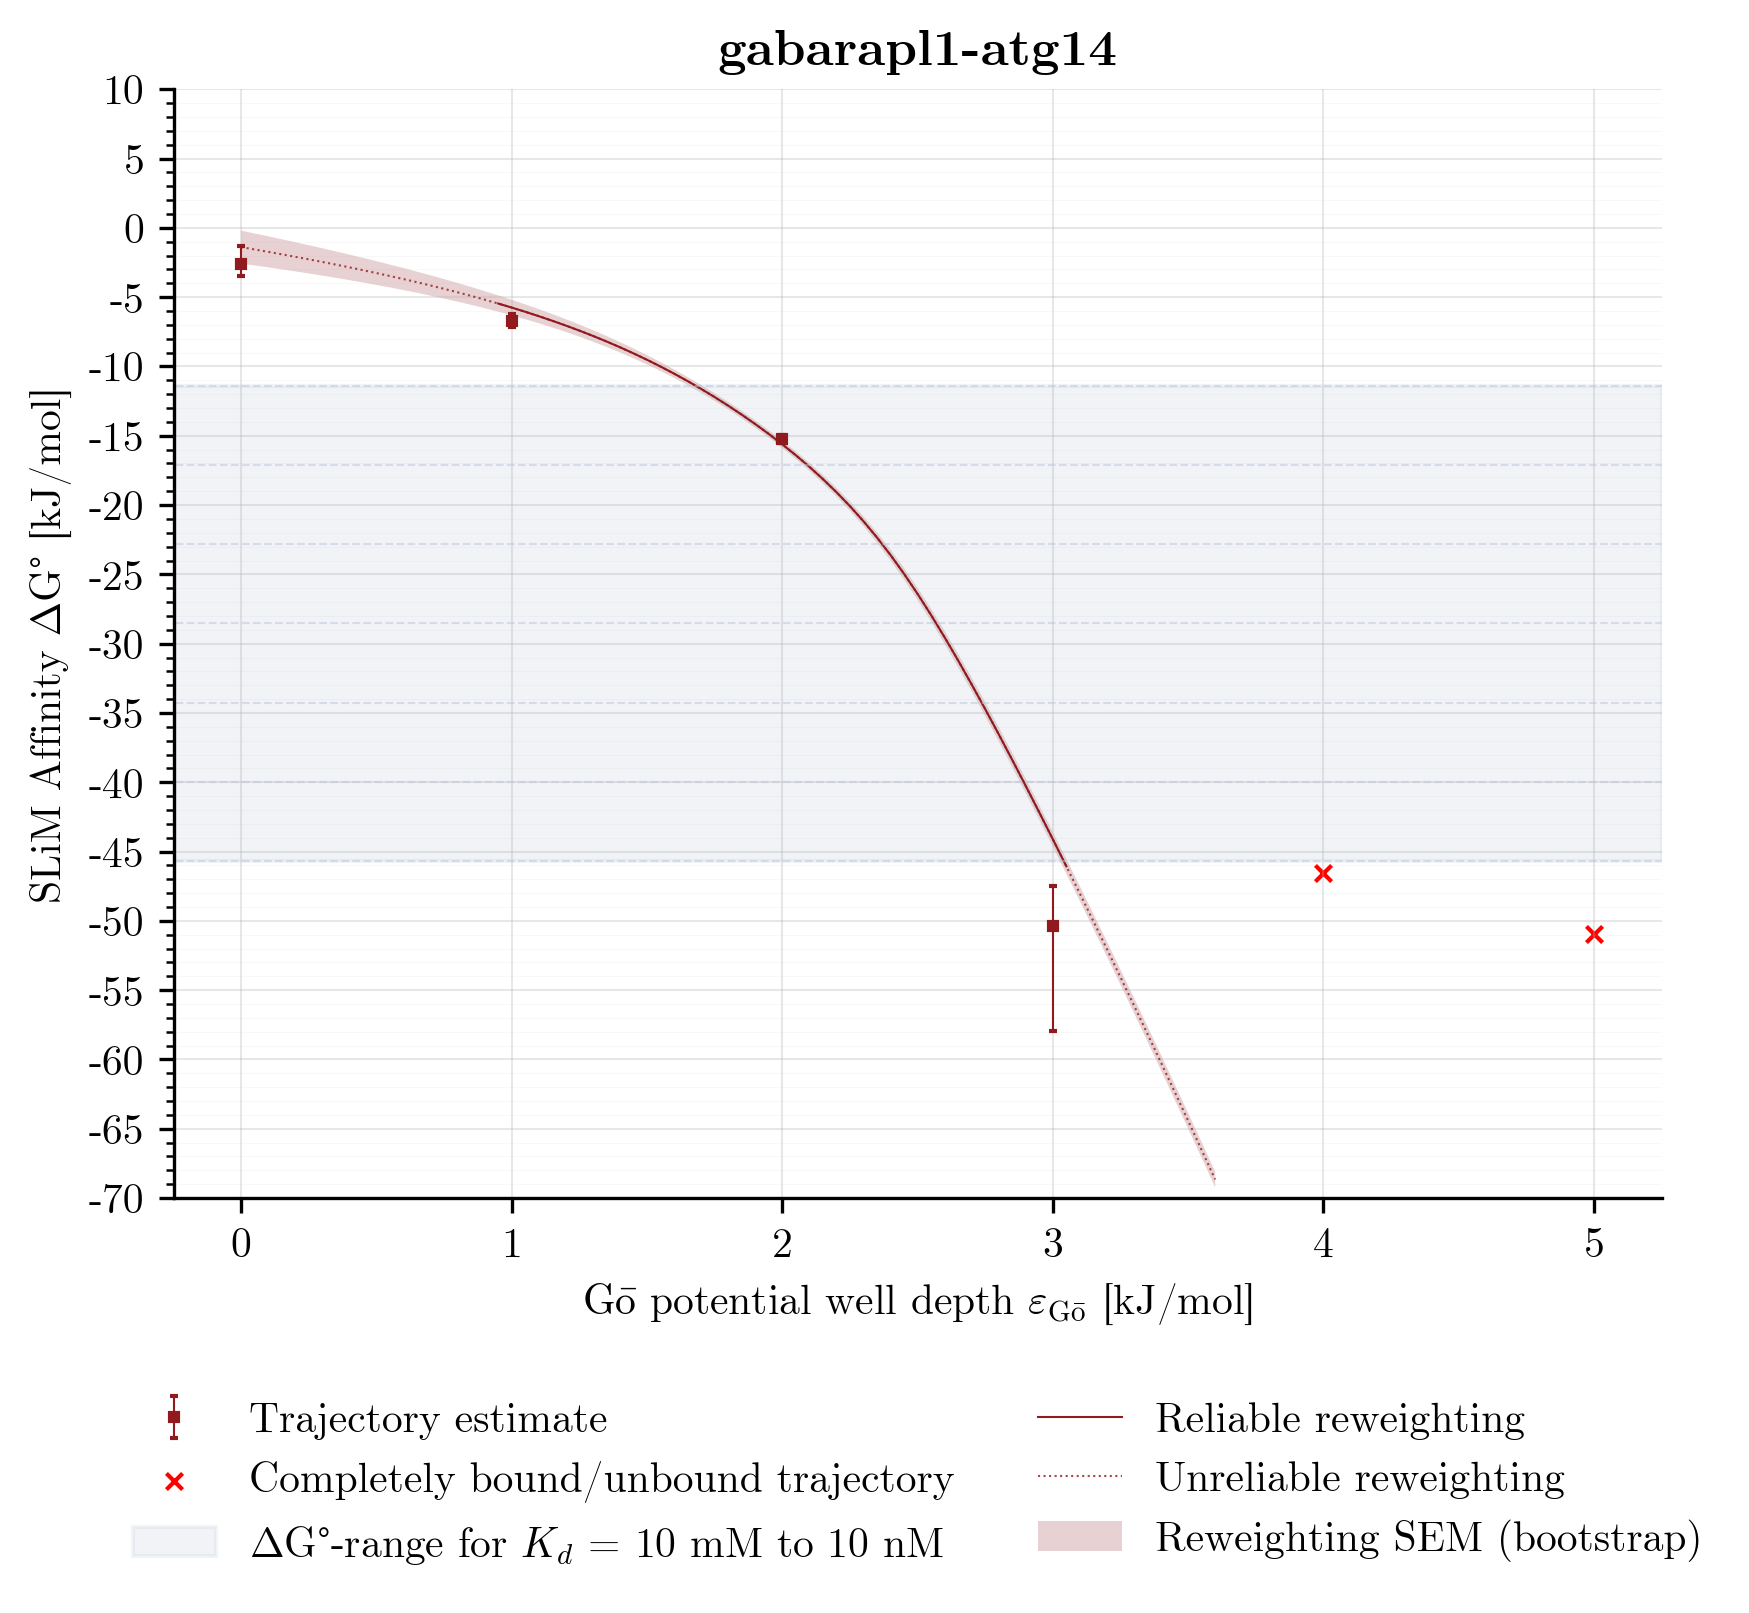 gabarapl1-atg14
10
5
0
-5
-10
-15
-20
-25
-30
-35
-40
-45
-50
-55
-60
-65
-70
SLiM Affinity ΔG° [kJ/mol]
0 1 2 3 4 5
Gō potential well depth ε_Gō [kJ/mol]
Trajectory estimate
Completely bound/unbound trajectory
ΔG°-range for K_d = 10 mM to 10 nM
Reliable reweighting
Unreliable reweighting
Reweighting SEM (bootstrap)